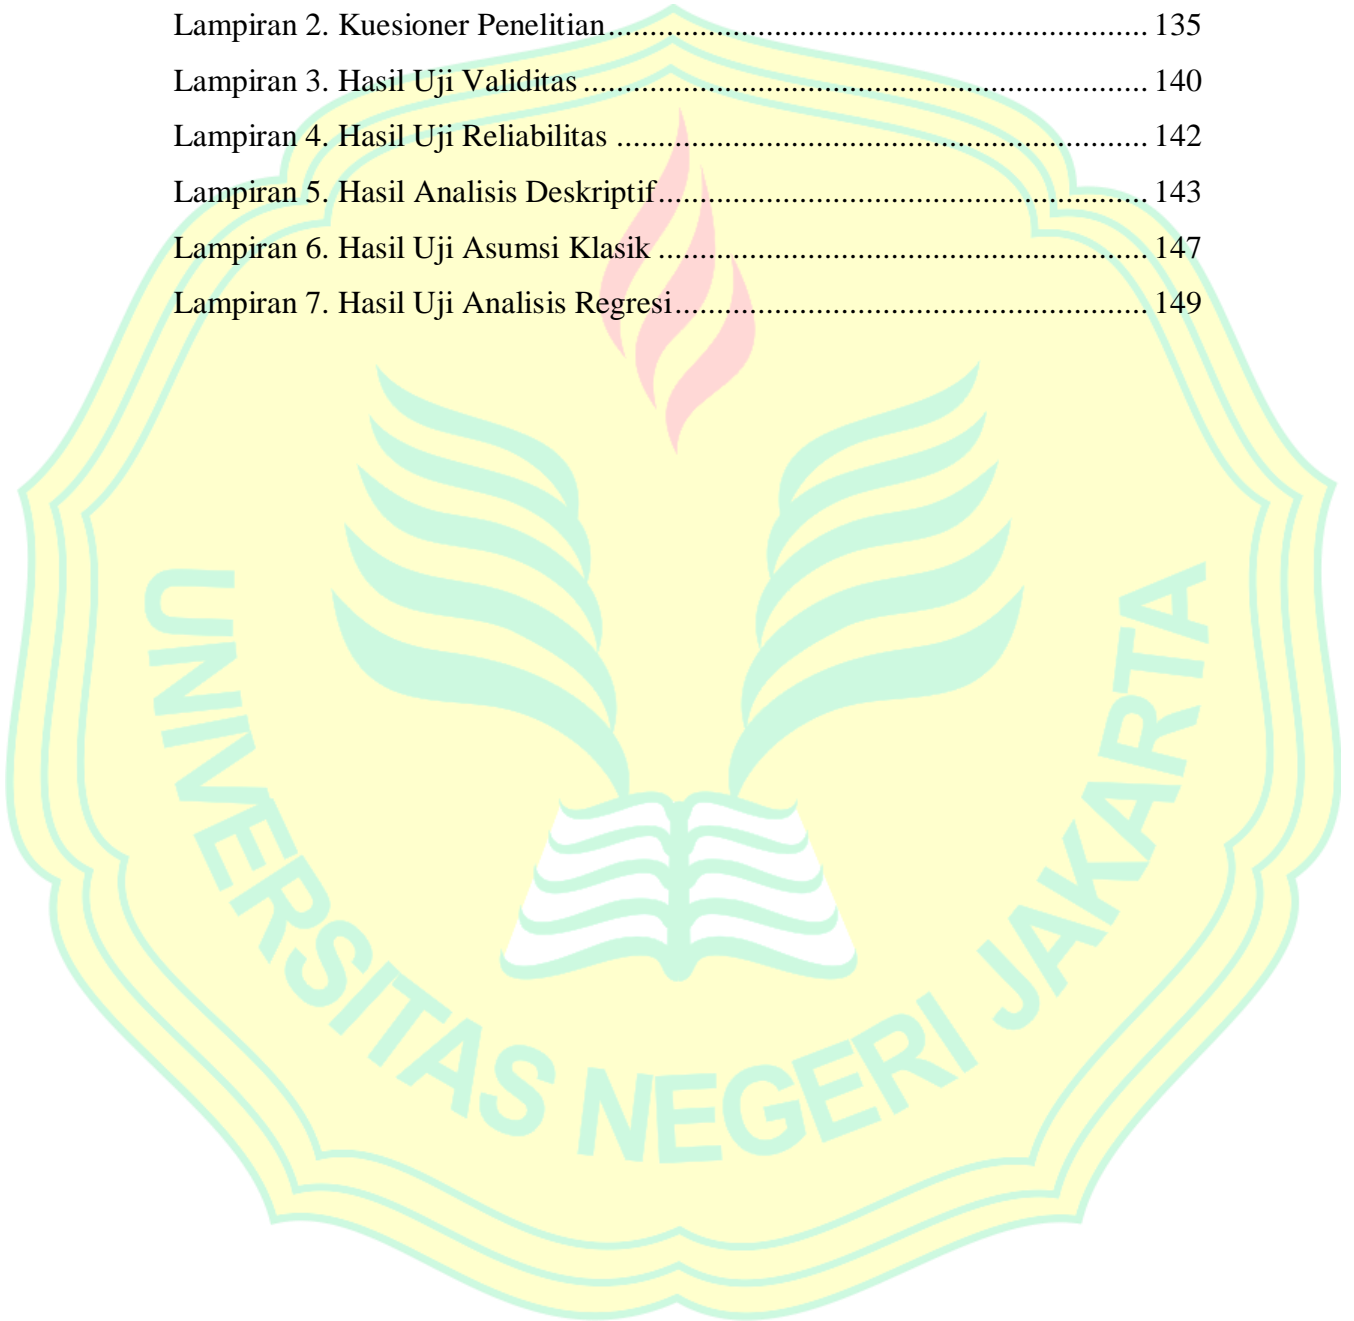 Lampiran 2. Kuesioner Penelitian.................................................................... 135
Lampiran 3. Hasil Uji Validitas ....................................................................... 140
Lampiran 4. Hasil Uji Reliabilitas ................................................................... 142
Lampiran 5. Hasil Analisis Deskriptif.............................................................. 143
Lampiran 6. Hasil Uji Asumsi Klasik .............................................................. 147
Lampiran 7. Hasil Uji Analisis Regresi............................................................ 149
UNIVERSITAS NEGERI JAKARTA